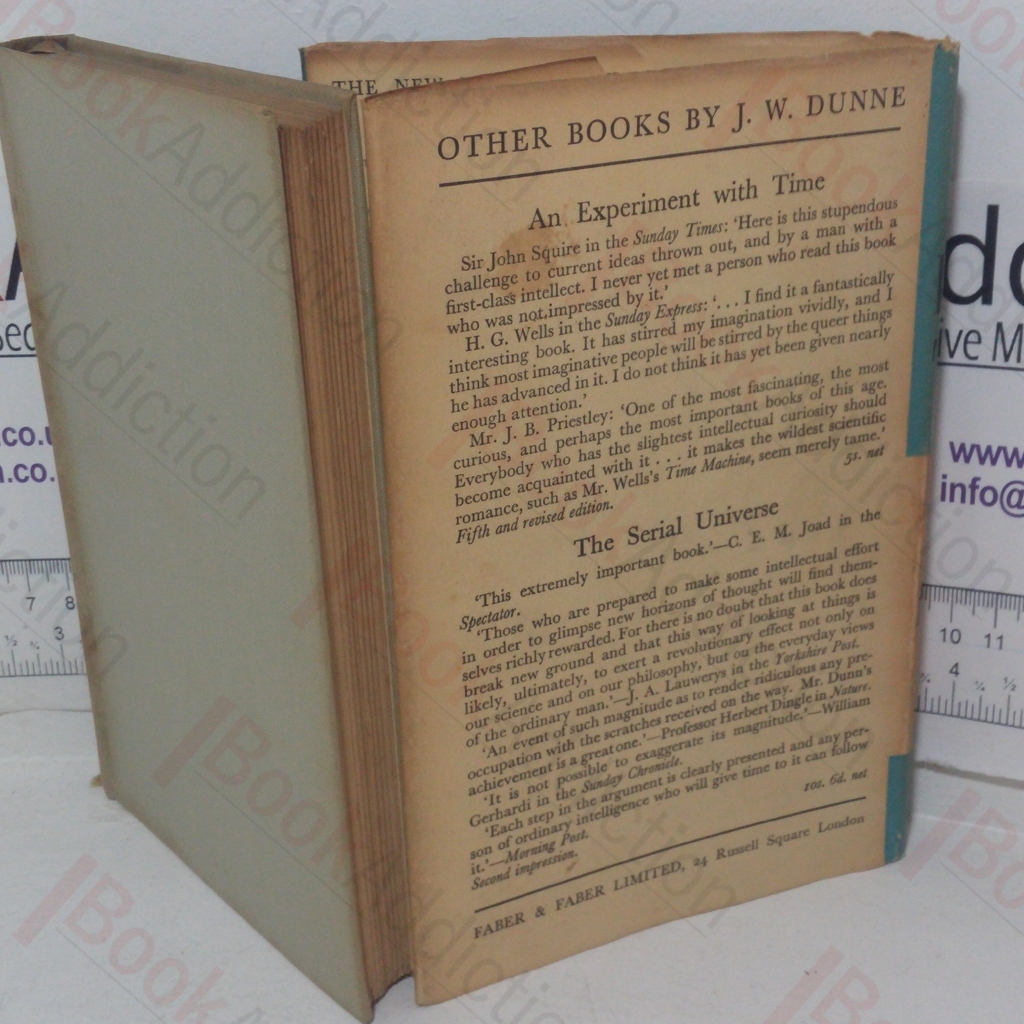 THE NEW
OTHER BOOKS BY J. W. DUNNE
An Experiment with Time
Sir John Squire in the Sunday Times: ‘Here is this stupendous
challenge to current ideas thrown out, and by a man with a
first-class intellect. I never yet met a person who read this book
who was not impressed by it.’
H. G. Wells in the Sunday Express: ‘. . . I find it a fantastically
interesting book. It has stirred my imagination vividly, and I
think most imaginative people will be stirred by the queer things
he has advanced in it. I do not think it has yet been given nearly
enough attention.’
Mr. J. B. Priestley: ‘One of the most fascinating, the most
curious, and perhaps the most important books of this age.
Everybody who has the slightest intellectual curiosity should
become acquainted with it . . . it makes the wildest scientific
romance, such as Mr. Wells's Time Machine, seem merely tame.’
Fifth and revised edition. 5s. net
The Serial Universe
‘This extremely important book.’—C. E. M. Joad in the
Spectator.
‘Those who are prepared to make some intellectual effort
in order to glimpse new horizons of thought will find them-
selves richly rewarded. For there is no doubt that this book does
break new ground and that this way of looking at things is
likely, ultimately, to exert a revolutionary effect not only on
our science and on our philosophy, but on the everyday views
of the ordinary man.’—J. A. Lauwerys in the Yorkshire Post.
‘An event of such magnitude as to render ridiculous any pre-
occupation with the scratches received on the way. Mr. Dunn's
achievement is a great one.’—Professor Herbert Dingle in Nature.
‘It is not possible to exaggerate its magnitude.’—William
Gerhardi in the Sunday Chronicle.
‘Each step in the argument is clearly presented and any per-
son of ordinary intelligence who will give time to it can follow
it.’—Morning Post.
Second impression. 10s. 6d. net
FABER & FABER LIMITED, 24 Russell Square London
www
info@
7 8
3
10 11
4
BookAddiction